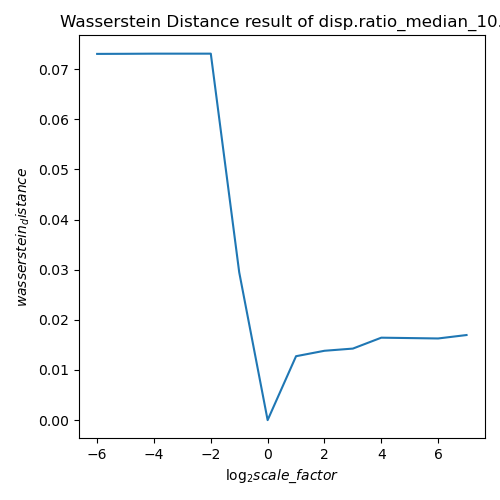 Wasserstein Distance result of disp.ratio_median_10.
0.07
0.06
0.05
0.04
0.03
0.02
0.01
0.00
wasserstein_distance
−6 −4 −2 0 2 4 6
log₂scale_factor